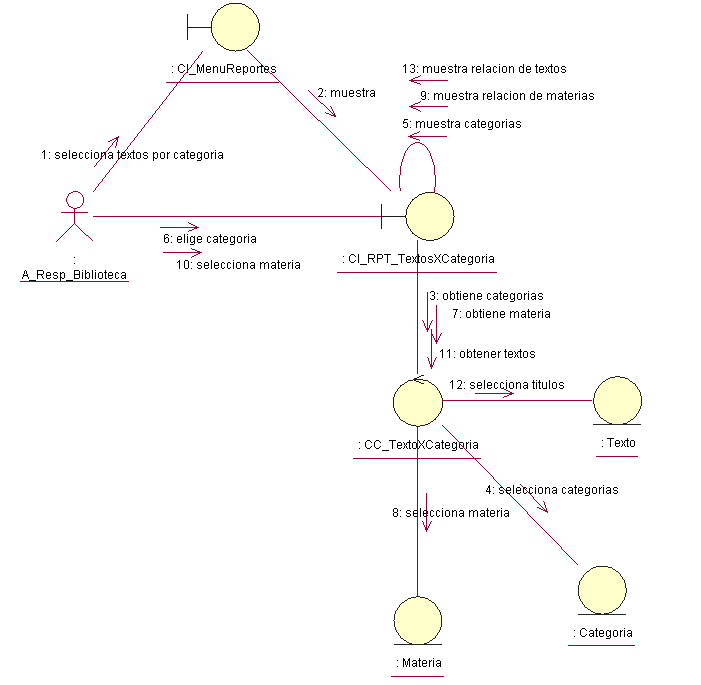 : CI_MenuReportes
13: muestra relacion de textos
2: muestra
9: muestra relacion de materias
5: muestra categorias
1: selecciona textos por categoria
6: elige categoria
: CI_RPT_TextosXCategoria
:
A_Resp_Biblioteca
10: selecciona materia
3: obtiene categorias
7: obtiene materia
11: obtener textos
12: selecciona titulos
: CC_TextoXCategoria
: Texto
4: selecciona categorias
8: selecciona materia
: Categoria
: Materia